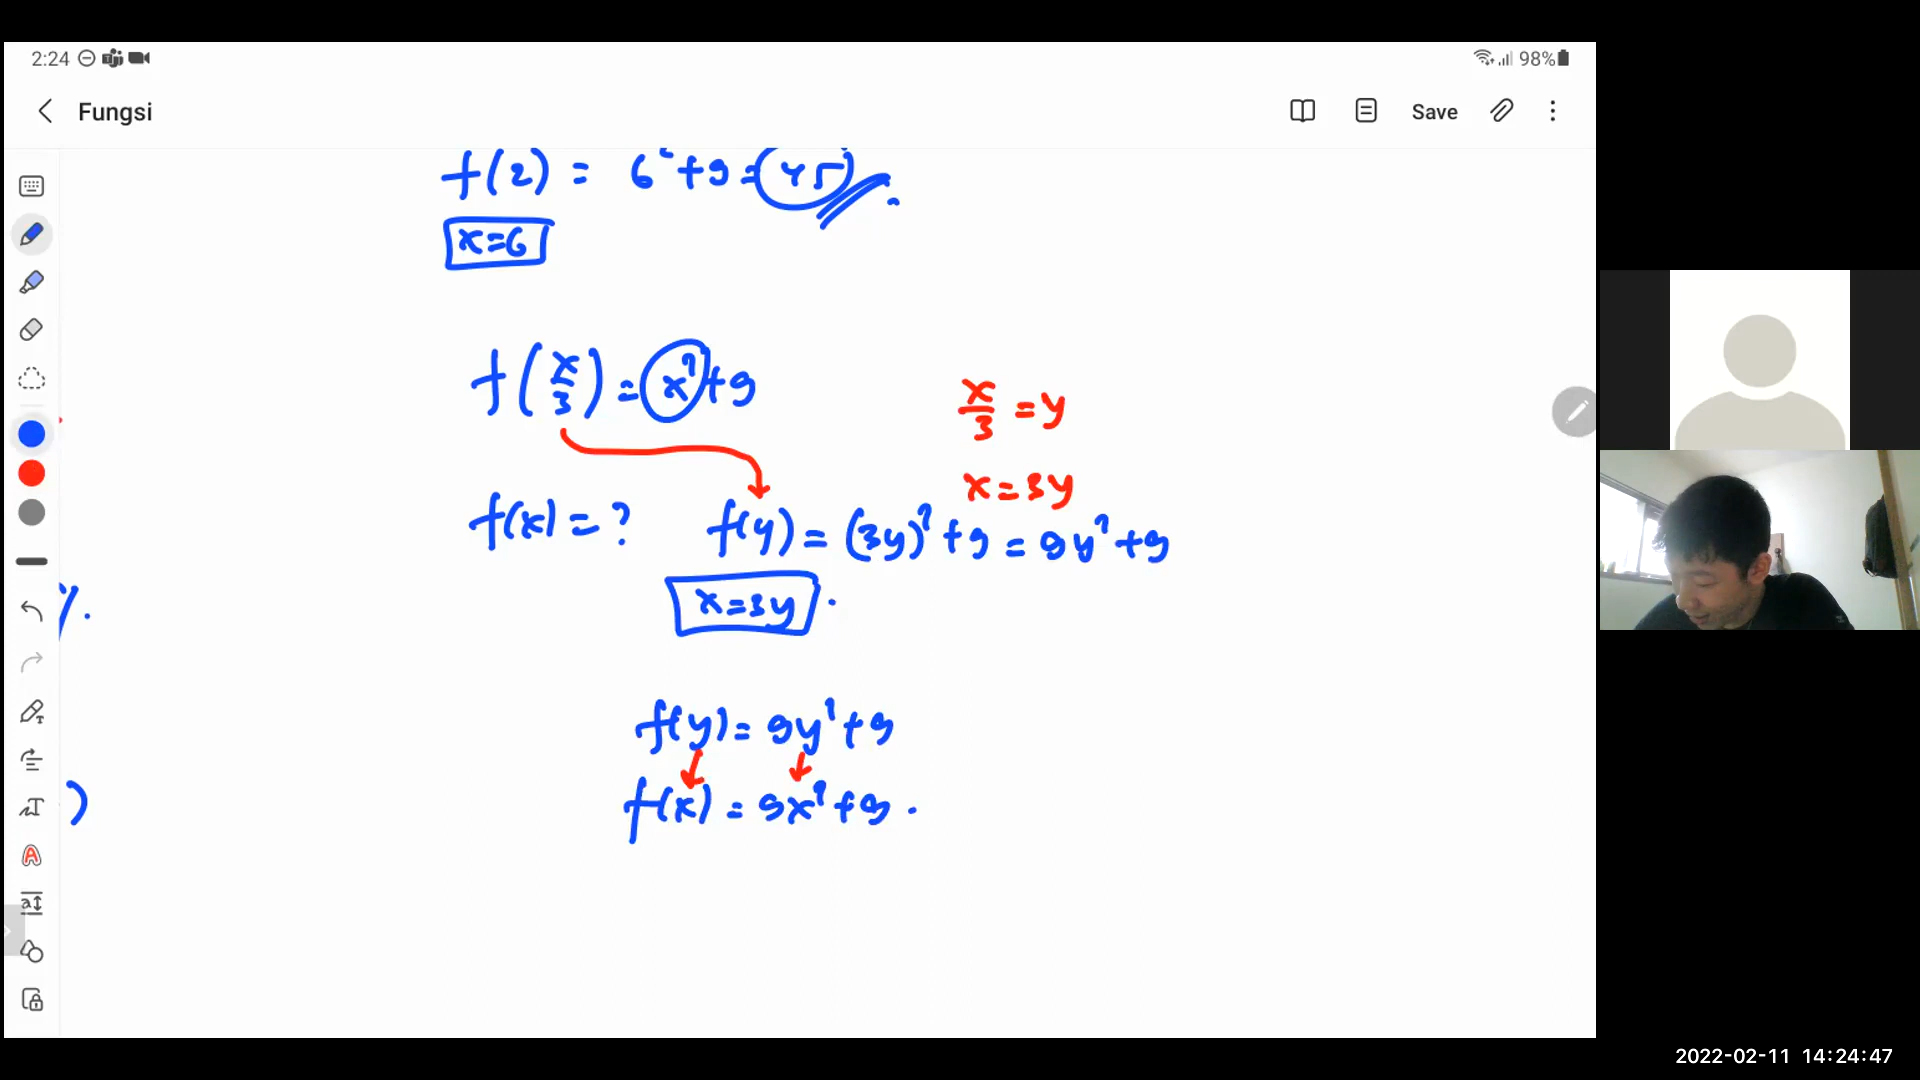 2:24 98%
Fungsi Save
f(2) = 6² + 9 = 45
x=6
f(x/3) = x² + 9
x/3 = y
x = 3y
f(x) = ? f(y) = (3y)² + 9 = 9y² + 9
x = 3y
f(y) = 9y² + 9
f(x) = 9x² + 9.
2022-02-11 14:24:47